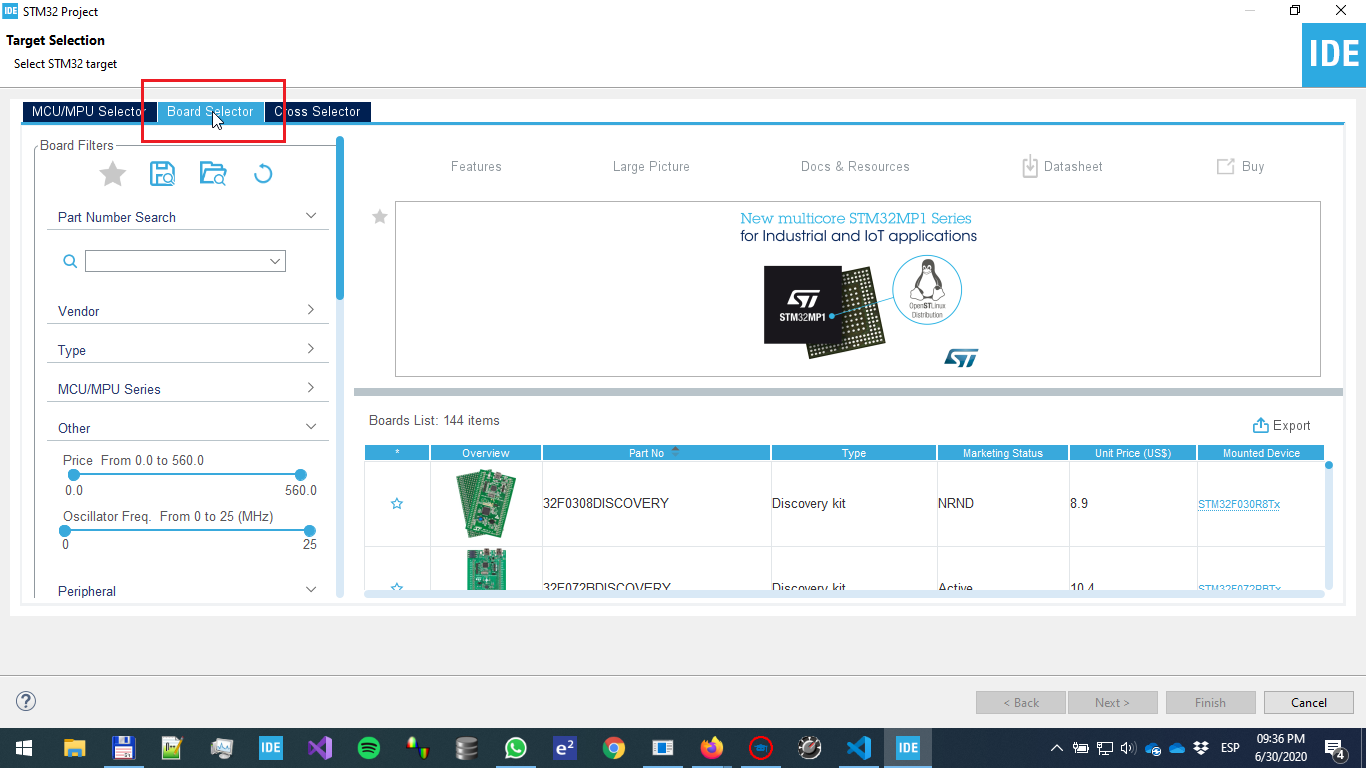 IDE STM32 Project
Target Selection
Select STM32 target
IDE
MCU/MPU Selector Board Selector Cross Selector
Board Filters
Part Number Search
Vendor
Type
MCU/MPU Series
Other
Price From 0.0 to 560.0
0.0 560.0
Oscillator Freq. From 0 to 25 (MHz)
0 25
Peripheral
Features Large Picture Docs & Resources Datasheet Buy
New multicore STM32MP1 Series
for Industrial and IoT applications
ST
STM32MP1
OpenSTLinux
Distribution
ST
Boards List: 144 items
Export
* Overview Part No Type Marketing Status Unit Price (US$) Mounted Device
32F0308DISCOVERY Discovery kit NRND 8.9 STM32F030R8Tx
32F072BDISCOVERY Discovery kit Active 10.4 STM32F072RBTx
? < Back Next > Finish Cancel
IDE e² IDE ESP 09:36 PM
6/30/2020 4